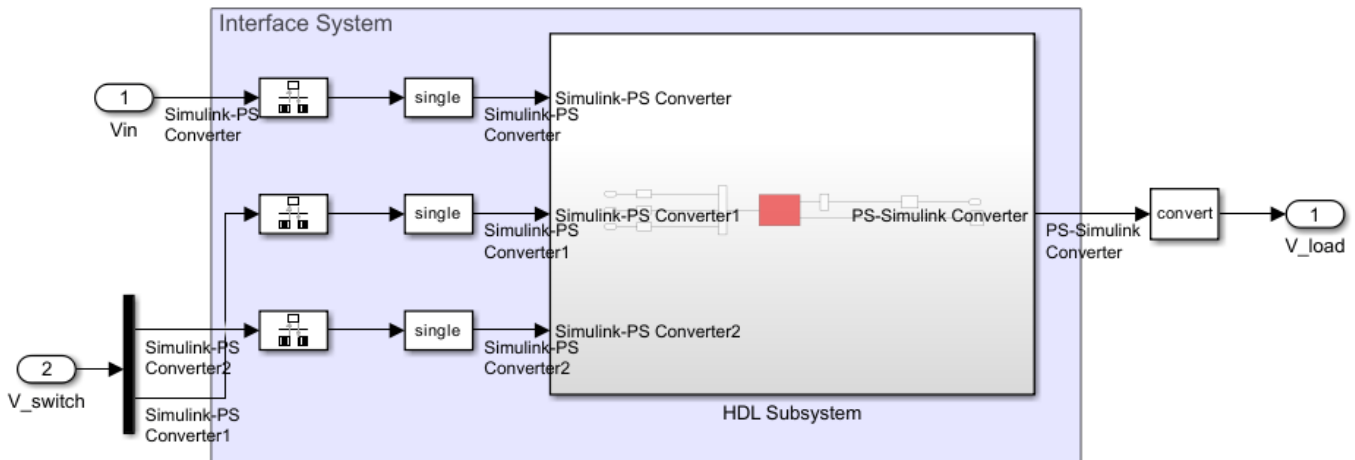 Interface System
1
Vin
Simulink-PS
Converter
single
Simulink-PS
Converter
Simulink-PS Converter
single
Simulink-PS
Converter1
Simulink-PS Converter1
PS-Simulink Converter
PS-Simulink
Converter
convert
1
V_load
2
V_switch
Simulink-PS
Converter2
Simulink-PS
Converter1
single
Simulink-PS
Converter2
Simulink-PS Converter2
HDL Subsystem